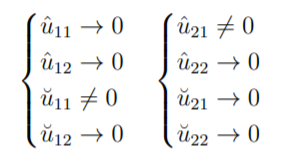 û₁₁ → 0 û₂₁ ≠ 0
û₁₂ → 0 û₂₂ → 0
ŭ₁₁ ≠ 0 ŭ₂₁ → 0
ŭ₁₂ → 0 ŭ₂₂ → 0